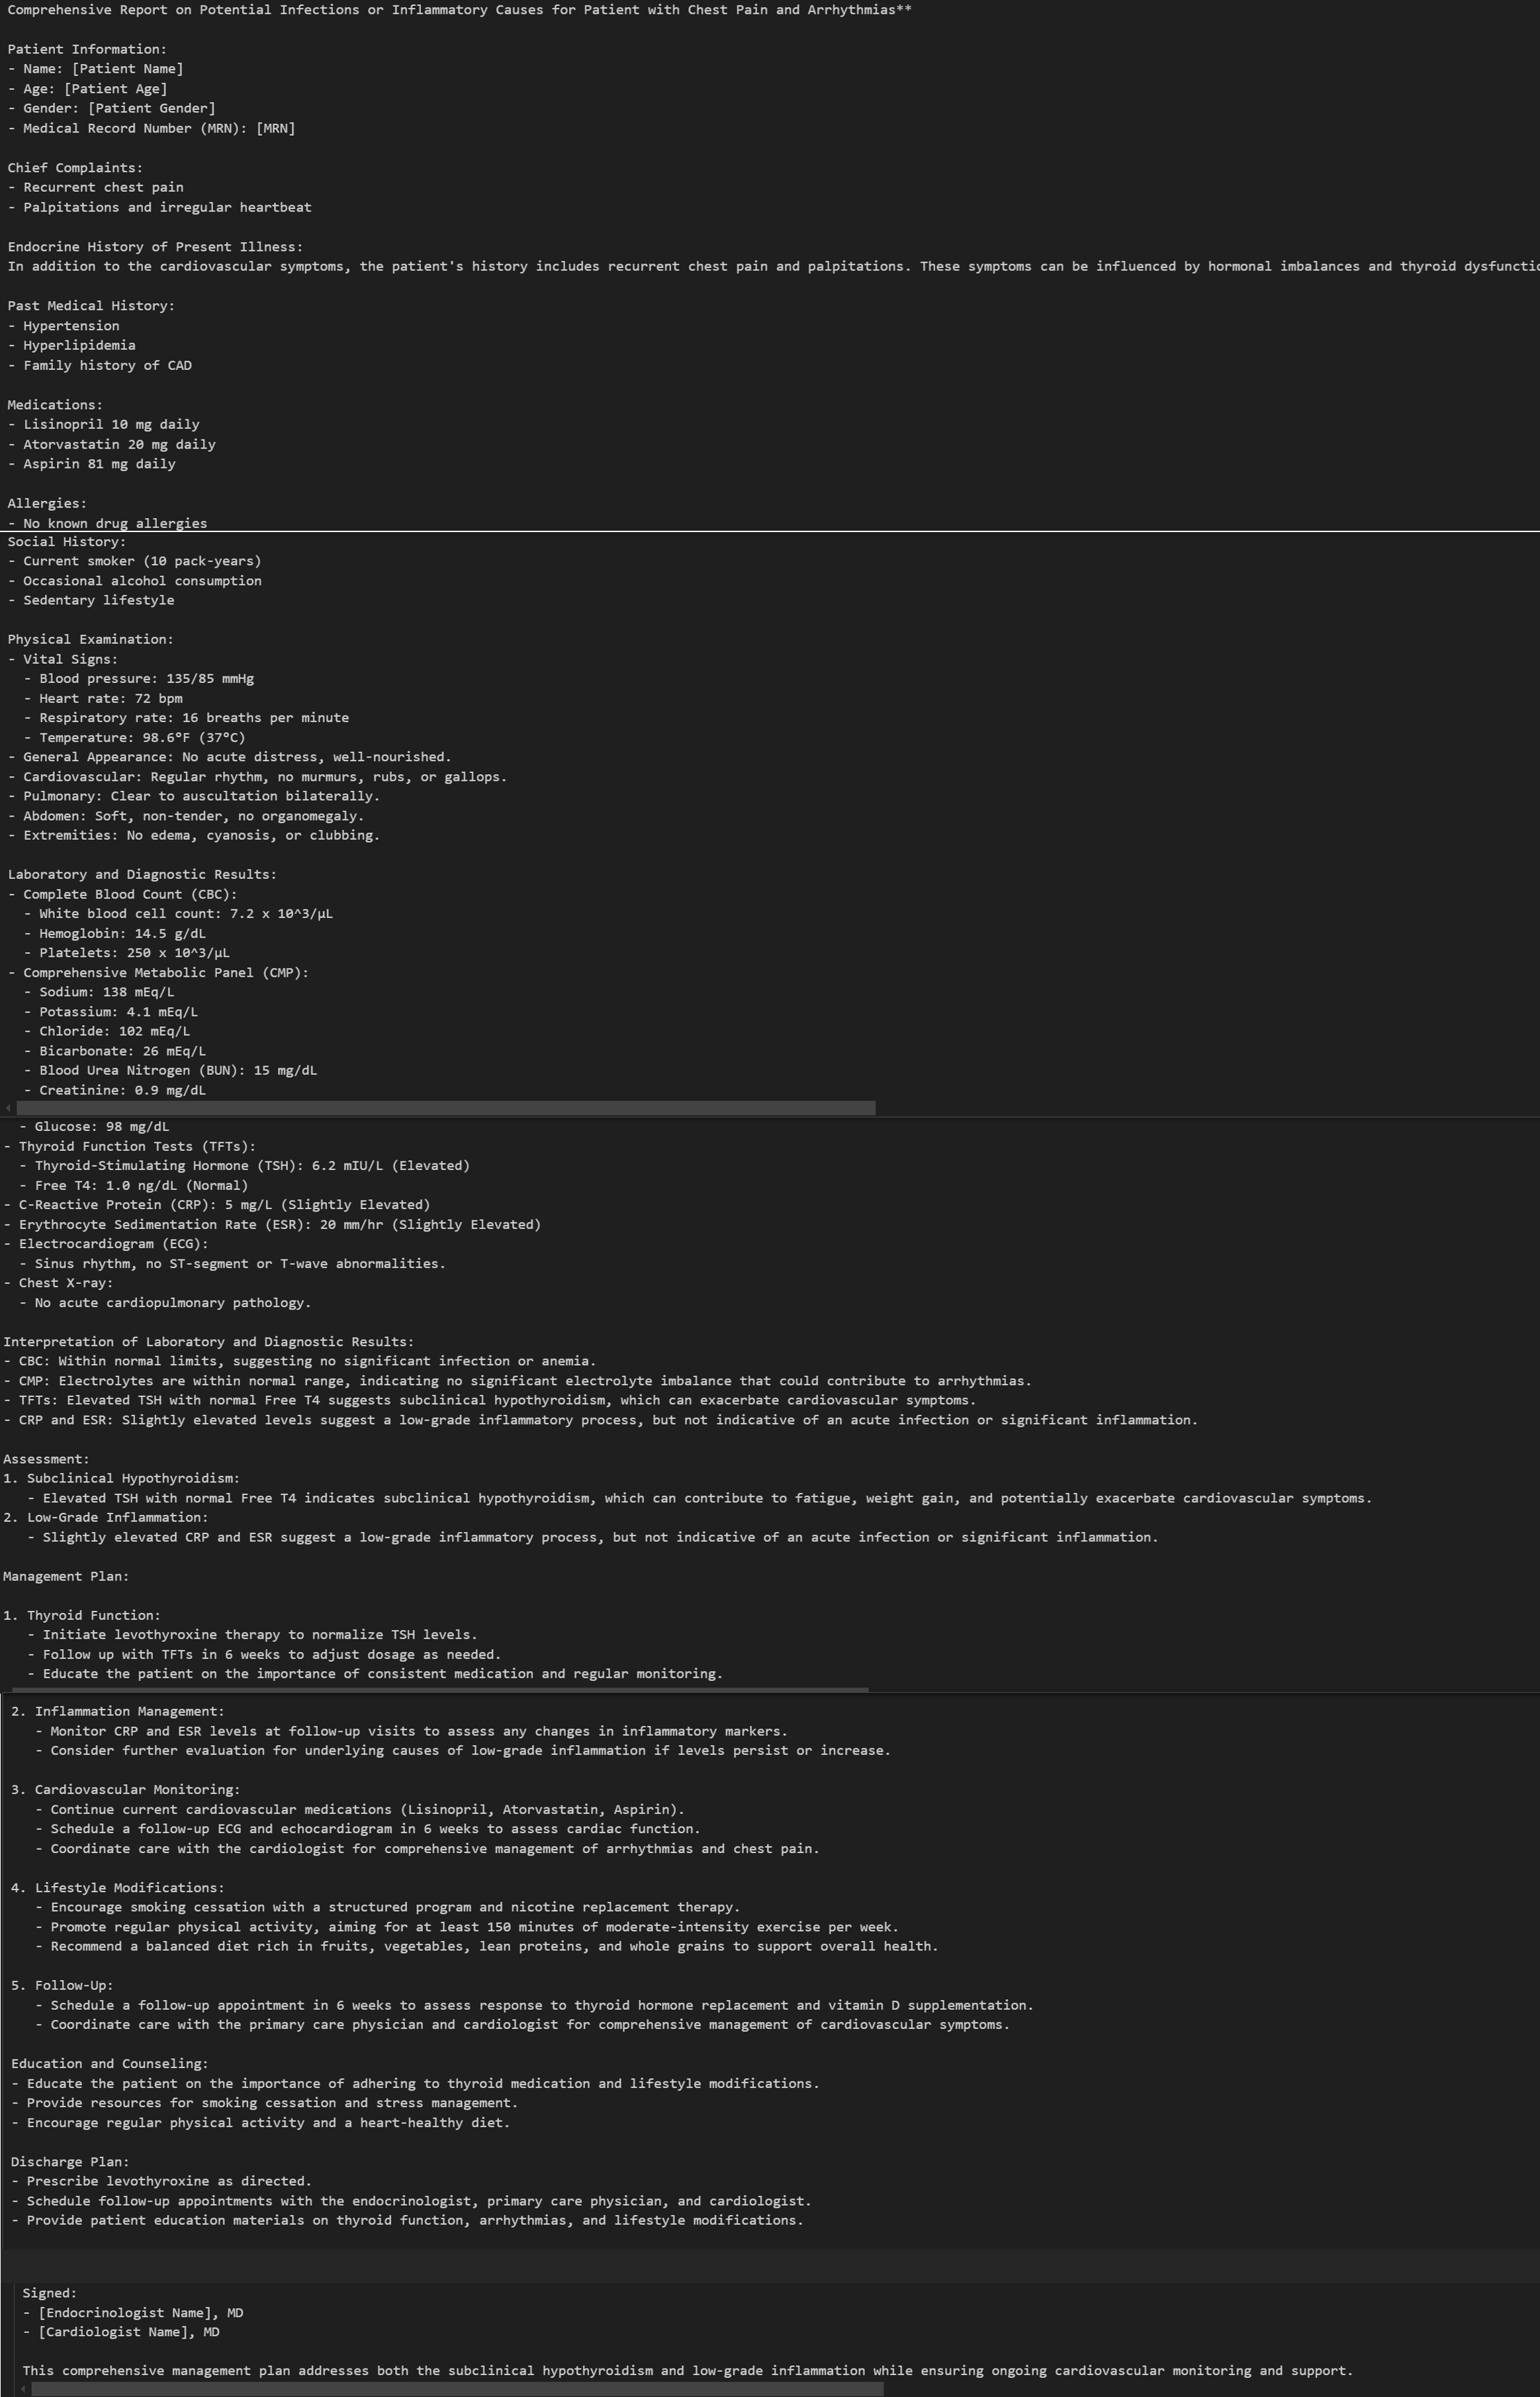 Comprehensive Report on Potential Infections or Inflammatory Causes for Patient with Chest Pain and Arrhythmias**
Patient Information:
- Name: [Patient Name]
- Age: [Patient Age]
- Gender: [Patient Gender]
- Medical Record Number (MRN): [MRN]
Chief Complaints:
- Recurrent chest pain
- Palpitations and irregular heartbeat
Endocrine History of Present Illness:
In addition to the cardiovascular symptoms, the patient's history includes recurrent chest pain and palpitations. These symptoms can be influenced by hormonal imbalances and thyroid dysfunctio
Past Medical History:
- Hypertension
- Hyperlipidemia
- Family history of CAD
Medications:
- Lisinopril 10 mg daily
- Atorvastatin 20 mg daily
- Aspirin 81 mg daily
Allergies:
- No known drug allergies
Social History:
- Current smoker (10 pack-years)
- Occasional alcohol consumption
- Sedentary lifestyle
Physical Examination:
- Vital Signs:
- Blood pressure: 135/85 mmHg
- Heart rate: 72 bpm
- Respiratory rate: 16 breaths per minute
- Temperature: 98.6°F (37°C)
- General Appearance: No acute distress, well-nourished.
- Cardiovascular: Regular rhythm, no murmurs, rubs, or gallops.
- Pulmonary: Clear to auscultation bilaterally.
- Abdomen: Soft, non-tender, no organomegaly.
- Extremities: No edema, cyanosis, or clubbing.
Laboratory and Diagnostic Results:
- Complete Blood Count (CBC):
- White blood cell count: 7.2 x 10^3/µL
- Hemoglobin: 14.5 g/dL
- Platelets: 250 x 10^3/µL
- Comprehensive Metabolic Panel (CMP):
- Sodium: 138 mEq/L
- Potassium: 4.1 mEq/L
- Chloride: 102 mEq/L
- Bicarbonate: 26 mEq/L
- Blood Urea Nitrogen (BUN): 15 mg/dL
- Creatinine: 0.9 mg/dL
- Glucose: 98 mg/dL
- Thyroid Function Tests (TFTs):
- Thyroid-Stimulating Hormone (TSH): 6.2 mIU/L (Elevated)
- Free T4: 1.0 ng/dL (Normal)
- C-Reactive Protein (CRP): 5 mg/L (Slightly Elevated)
- Erythrocyte Sedimentation Rate (ESR): 20 mm/hr (Slightly Elevated)
- Electrocardiogram (ECG):
- Sinus rhythm, no ST-segment or T-wave abnormalities.
- Chest X-ray:
- No acute cardiopulmonary pathology.
Interpretation of Laboratory and Diagnostic Results:
- CBC: Within normal limits, suggesting no significant infection or anemia.
- CMP: Electrolytes are within normal range, indicating no significant electrolyte imbalance that could contribute to arrhythmias.
- TFTs: Elevated TSH with normal Free T4 suggests subclinical hypothyroidism, which can exacerbate cardiovascular symptoms.
- CRP and ESR: Slightly elevated levels suggest a low-grade inflammatory process, but not indicative of an acute infection or significant inflammation.
Assessment:
1. Subclinical Hypothyroidism:
- Elevated TSH with normal Free T4 indicates subclinical hypothyroidism, which can contribute to fatigue, weight gain, and potentially exacerbate cardiovascular symptoms.
2. Low-Grade Inflammation:
- Slightly elevated CRP and ESR suggest a low-grade inflammatory process, but not indicative of an acute infection or significant inflammation.
Management Plan:
1. Thyroid Function:
- Initiate levothyroxine therapy to normalize TSH levels.
- Follow up with TFTs in 6 weeks to adjust dosage as needed.
- Educate the patient on the importance of consistent medication and regular monitoring.
2. Inflammation Management:
- Monitor CRP and ESR levels at follow-up visits to assess any changes in inflammatory markers.
- Consider further evaluation for underlying causes of low-grade inflammation if levels persist or increase.
3. Cardiovascular Monitoring:
- Continue current cardiovascular medications (Lisinopril, Atorvastatin, Aspirin).
- Schedule a follow-up ECG and echocardiogram in 6 weeks to assess cardiac function.
- Coordinate care with the cardiologist for comprehensive management of arrhythmias and chest pain.
4. Lifestyle Modifications:
- Encourage smoking cessation with a structured program and nicotine replacement therapy.
- Promote regular physical activity, aiming for at least 150 minutes of moderate-intensity exercise per week.
- Recommend a balanced diet rich in fruits, vegetables, lean proteins, and whole grains to support overall health.
5. Follow-Up:
- Schedule a follow-up appointment in 6 weeks to assess response to thyroid hormone replacement and vitamin D supplementation.
- Coordinate care with the primary care physician and cardiologist for comprehensive management of cardiovascular symptoms.
Education and Counseling:
- Educate the patient on the importance of adhering to thyroid medication and lifestyle modifications.
- Provide resources for smoking cessation and stress management.
- Encourage regular physical activity and a heart-healthy diet.
Discharge Plan:
- Prescribe levothyroxine as directed.
- Schedule follow-up appointments with the endocrinologist, primary care physician, and cardiologist.
- Provide patient education materials on thyroid function, arrhythmias, and lifestyle modifications.
Signed:
- [Endocrinologist Name], MD
- [Cardiologist Name], MD
This comprehensive management plan addresses both the subclinical hypothyroidism and low-grade inflammation while ensuring ongoing cardiovascular monitoring and support.